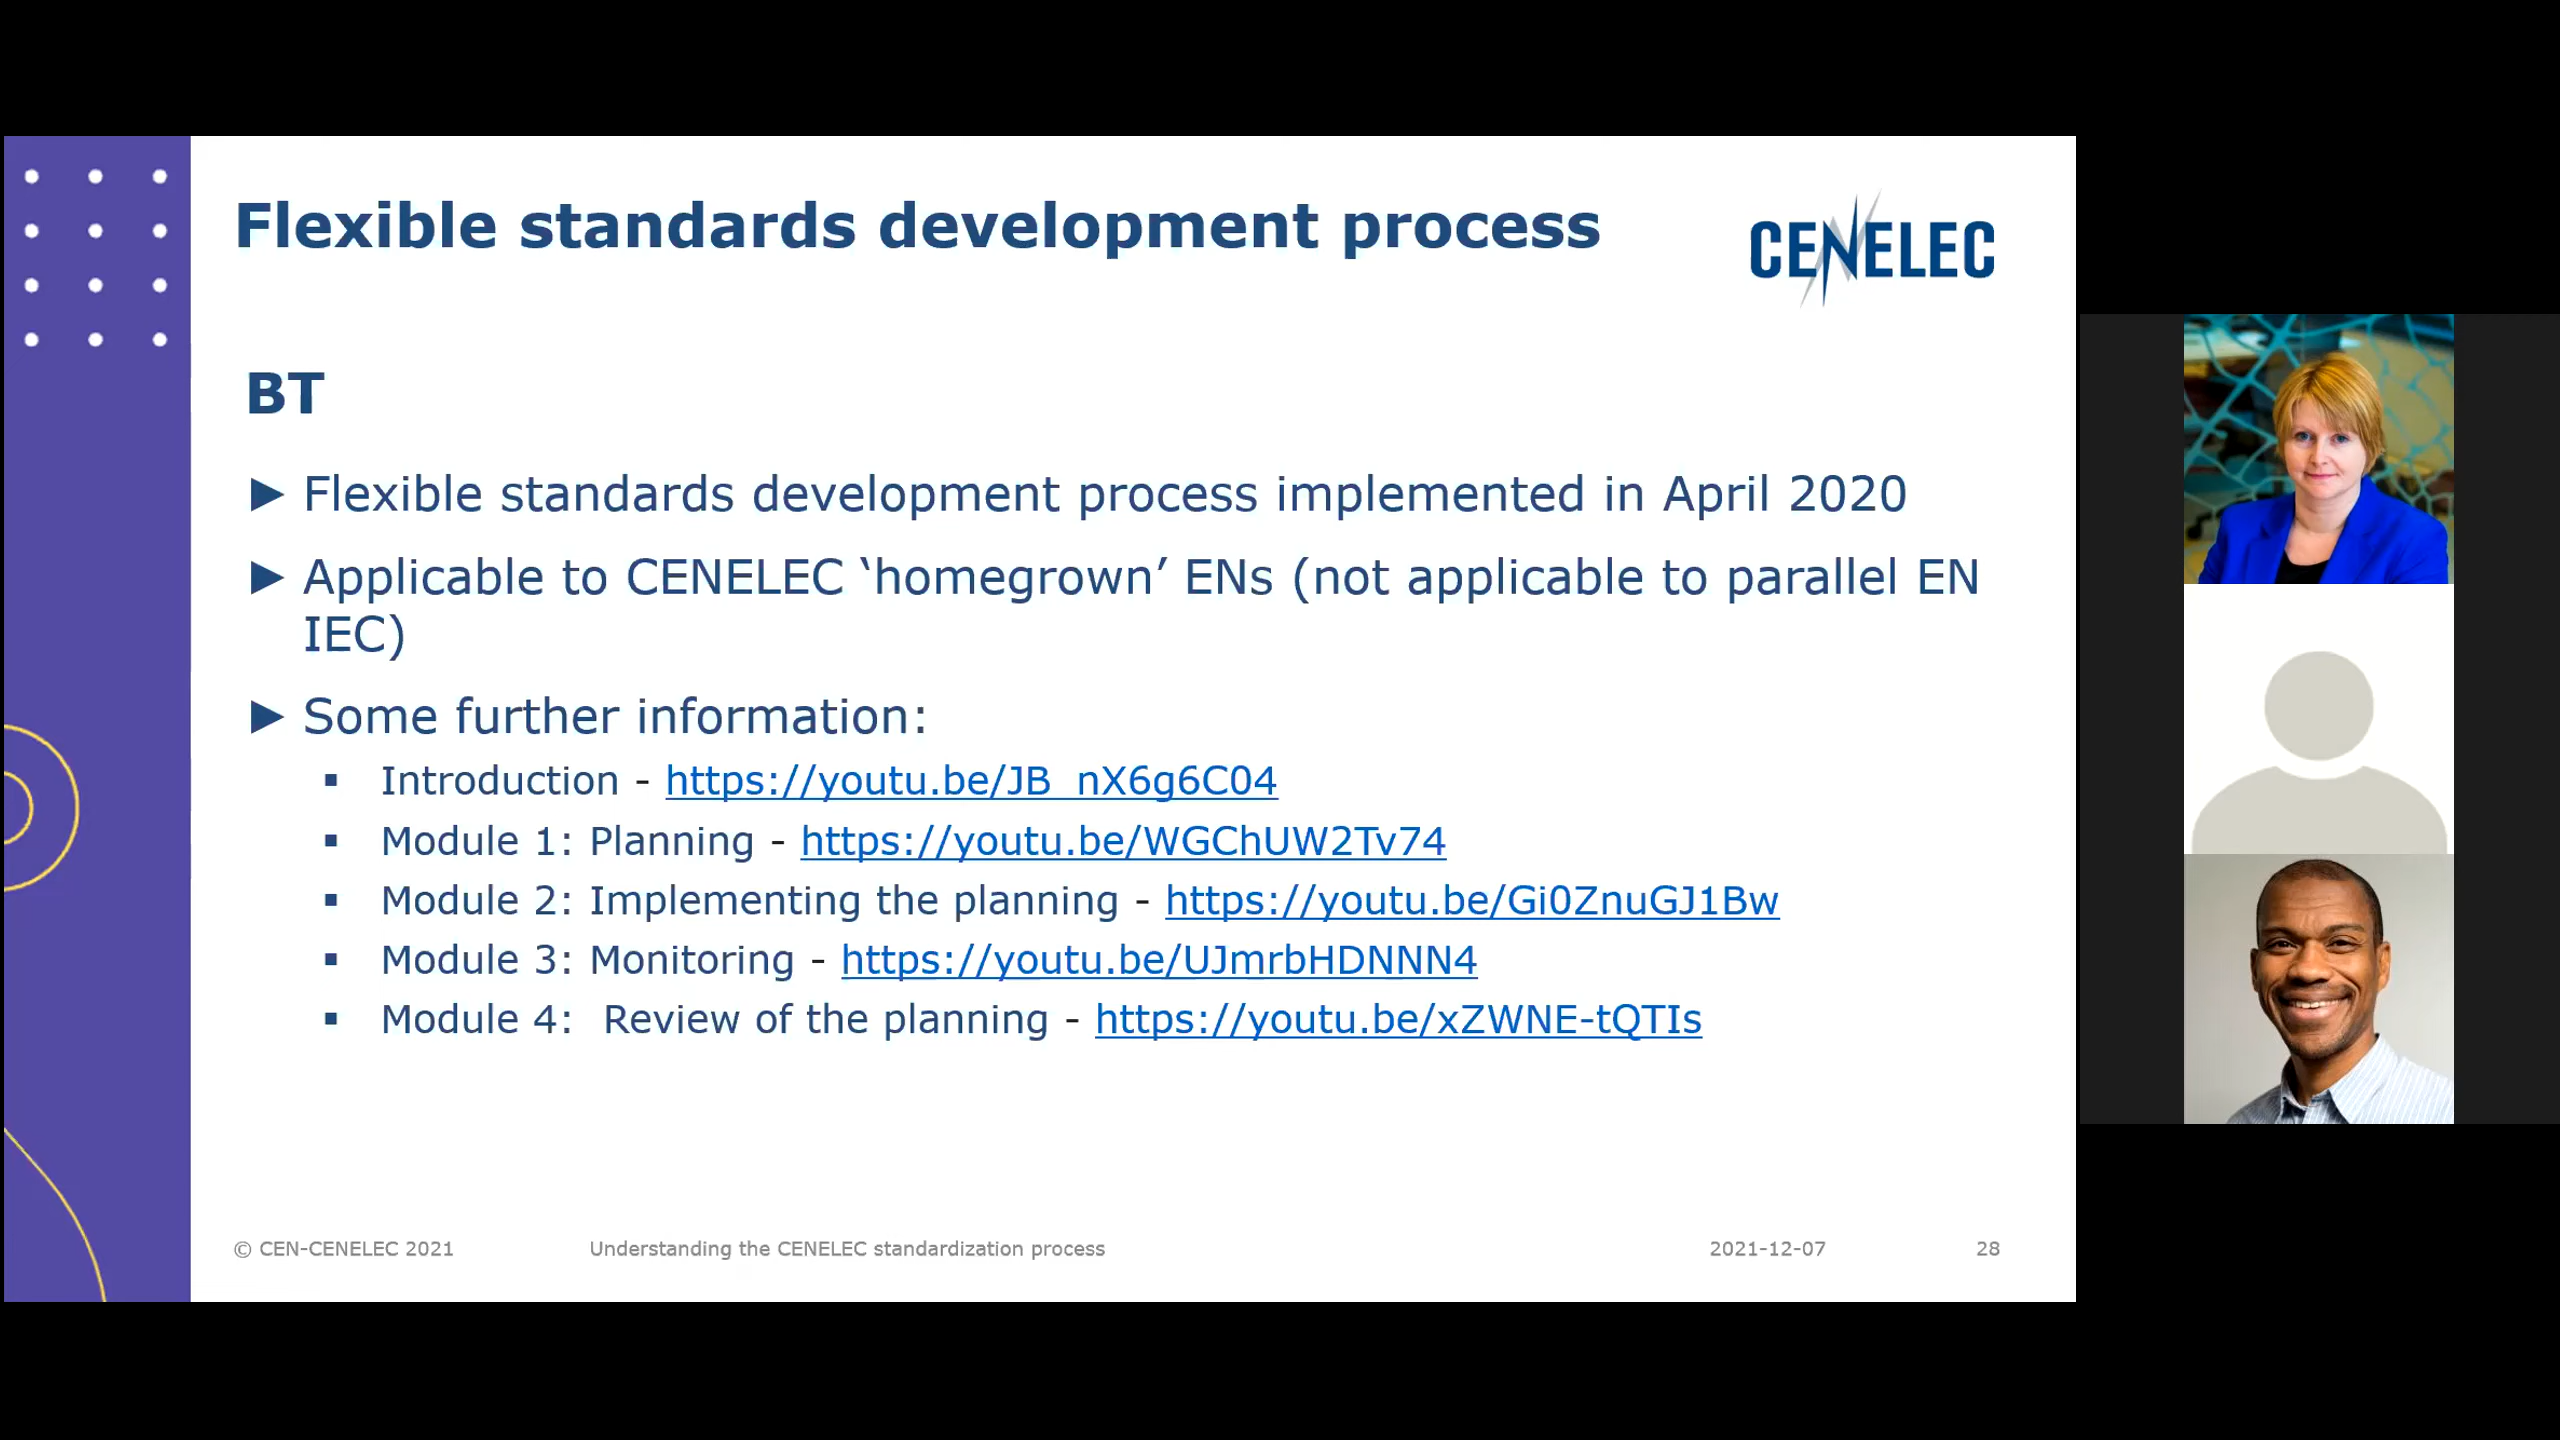 Flexible standards development process
CENELEC
BT
► Flexible standards development process implemented in April 2020
► Applicable to CENELEC ‘homegrown’ ENs (not applicable to parallel EN
IEC)
► Some further information:
▪ Introduction - https://youtu.be/JB_nX6g6C04
▪ Module 1: Planning - https://youtu.be/WGChUW2Tv74
▪ Module 2: Implementing the planning - https://youtu.be/Gi0ZnuGJ1Bw
▪ Module 3: Monitoring - https://youtu.be/UJmrbHDNNN4
▪ Module 4:  Review of the planning - https://youtu.be/xZWNE-tQTIs
© CEN-CENELEC 2021 Understanding the CENELEC standardization process 2021-12-07 28